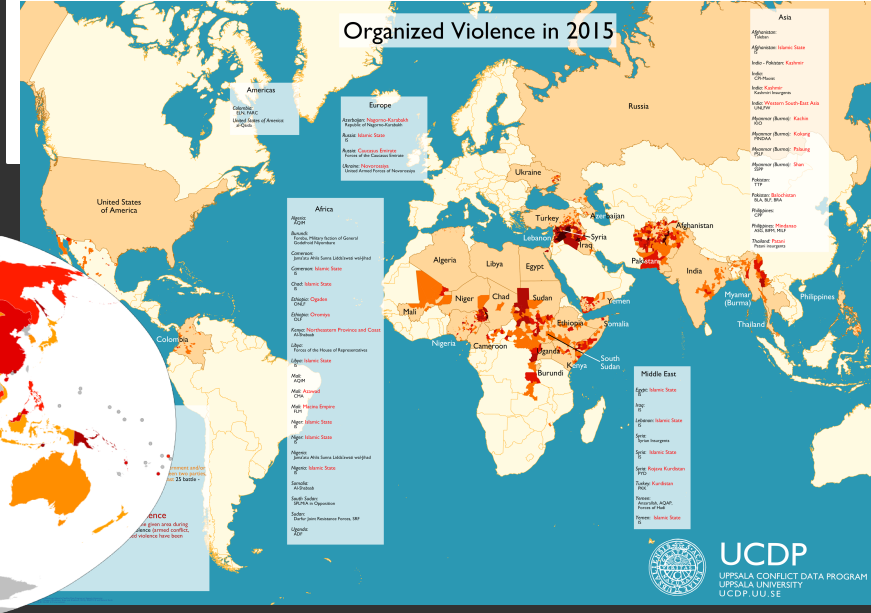 Organized Violence in 2015
Americas
Colombia:
ELN, FARC
United States of America:
al-Qaida
Europe
Azerbaijan: Nagorno-Karabakh
Republic of Nagorno-Karabakh
Russia: Islamic State
IS
Russia: Caucasus Emirate
Forces of the Caucasus Emirate
Ukraine: Novorossiya
United Armed Forces of Novorossiya
Africa
Algeria:
AQIM
Burundi:
Forebu, Military faction of General
Godefroid Niyombare
Cameroon:
Jama'atu Ahlis Sunna Lidda'awati wal-Jihad
Cameroon: Islamic State
IS
Chad: Islamic State
IS
Ethiopia: Ogaden
ONLF
Ethiopia: Oromiya
OLF
Kenya: Northeastern Province and Coast
Al-Shabaab
Libya:
Forces of the House of Representatives
Libya: Islamic State
IS
Mali:
AQIM
Mali: Azawad
CMA
Mali: Macina Empire
FLM
Niger: Islamic State
IS
Niger: Islamic State
IS
Nigeria:
Jama'atu Ahlis Sunna Lidda'awati wal-Jihad
Nigeria: Islamic State
IS
Somalia:
Al-Shabaab
South Sudan:
SPLM/A in Opposition
Sudan:
Darfur Joint Resistance Forces, SRF
Uganda:
ADF
Asia
Afghanistan:
Taleban
Afghanistan: Islamic State
IS
India - Pakistan: Kashmir
India:
CPI-Maoist
India: Kashmir
Kashmir Insurgents
India: Western South-East Asia
UNLFW
Myanmar (Burma): Kachin
KIO
Myanmar (Burma): Kokang
MNDAA
Myanmar (Burma): Palaung
PSLF
Myanmar (Burma): Shan
SSPP
Pakistan:
TTP
Pakistan: Balochistan
BLA, BLF, BRA
Philippines:
CPP
Philippines: Mindanao
ASG, BIFM, MILF
Thailand: Patani
Patani insurgents
Middle East
Egypt: Islamic State
IS
Iraq:
IS
Lebanon: Islamic State
IS
Syria:
Syrian Insurgents
Syria: Islamic State
IS
Syria: Rojava Kurdistan
PYD
Turkey: Kurdistan
PKK
Yemen:
Ansarallah, AQAP,
Forces of Hadi
Yemen: Islamic State
IS
Russia
United States
of America
Ukraine
Turkey
Azerbaijan
Afghanistan
Lebanon
Syria
Iraq
Pakistan
India
Algeria
Libya
Egypt
Mali
Niger
Chad
Sudan
Yemen
Ethiopia
Somalia
Nigeria
Cameroon
Uganda
Kenya
South
Sudan
Burundi
Colombia
Myanmar
(Burma)
Thailand
Philippines
25 battle -
given area during
(armed conflict,
violence have been
UCDP
UPPSALA CONFLICT DATA PROGRAM
UPPSALA UNIVERSITY
UCDP.UU.SE